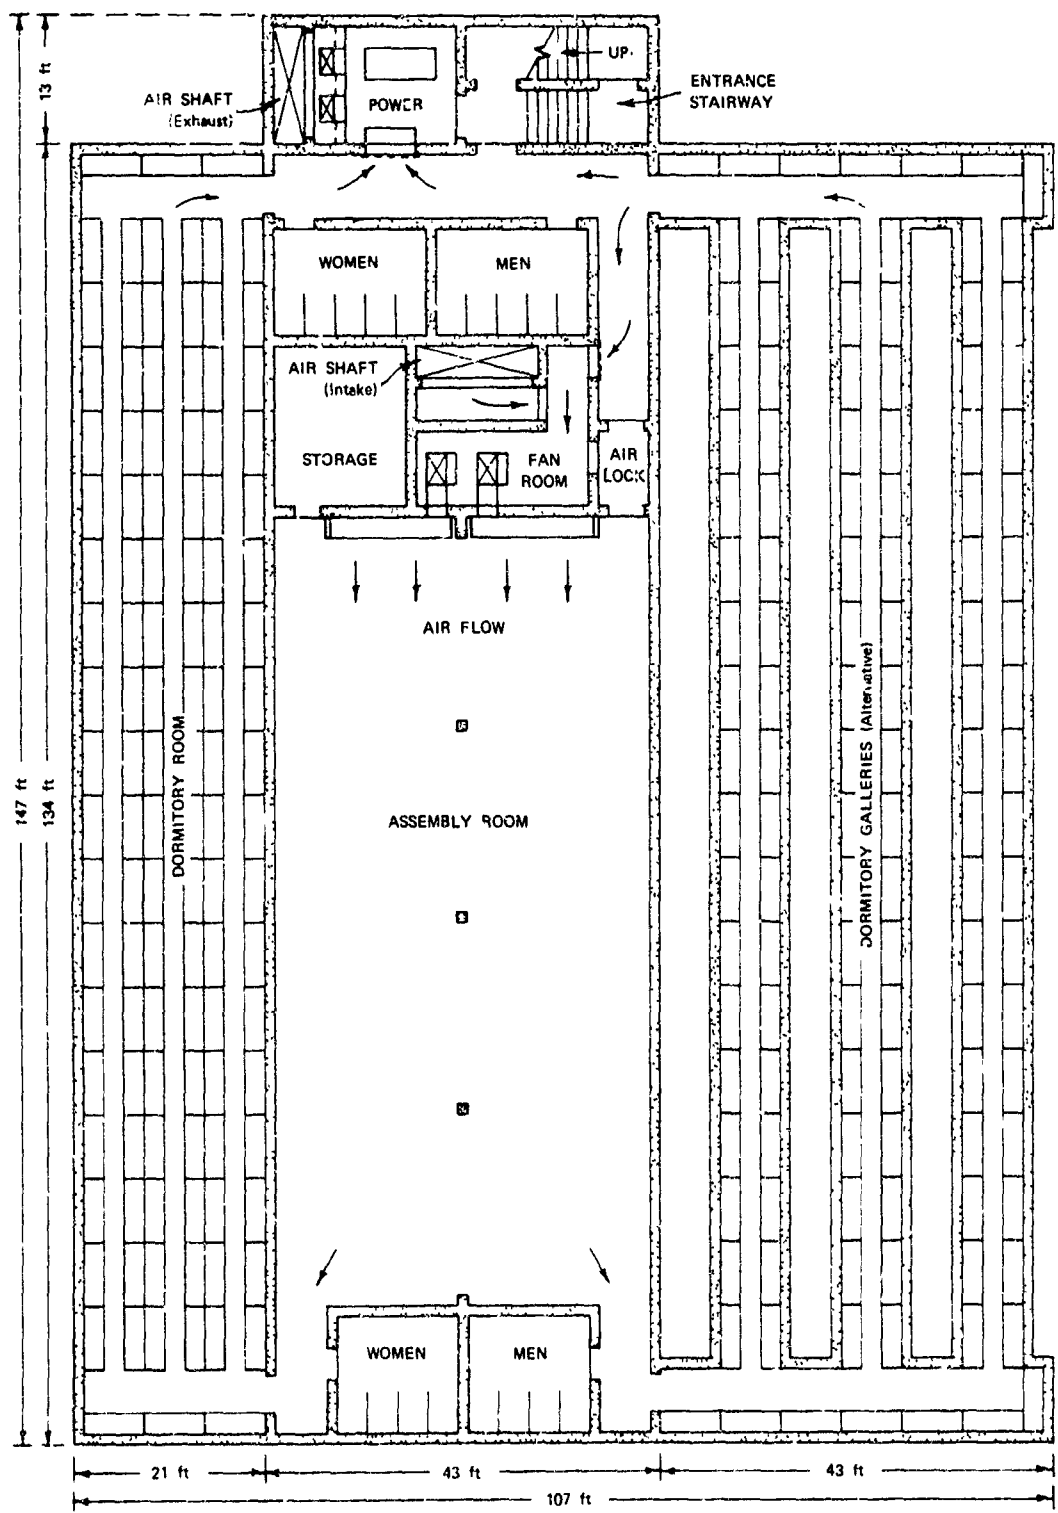 UP
ENTRANCE
STAIRWAY
13 ft
AIR SHAFT
(Exhaust)
POWER
WOMEN
MEN
AIR SHAFT
(Intake)
STORAGE
FAN
ROOM
AIR
LOCK
AIR FLOW
DORMITORY ROOM
ASSEMBLY ROOM
DORMITORY GALLERIES (Alternative)
147 ft
134 ft
WOMEN
MEN
21 ft
43 ft
43 ft
107 ft